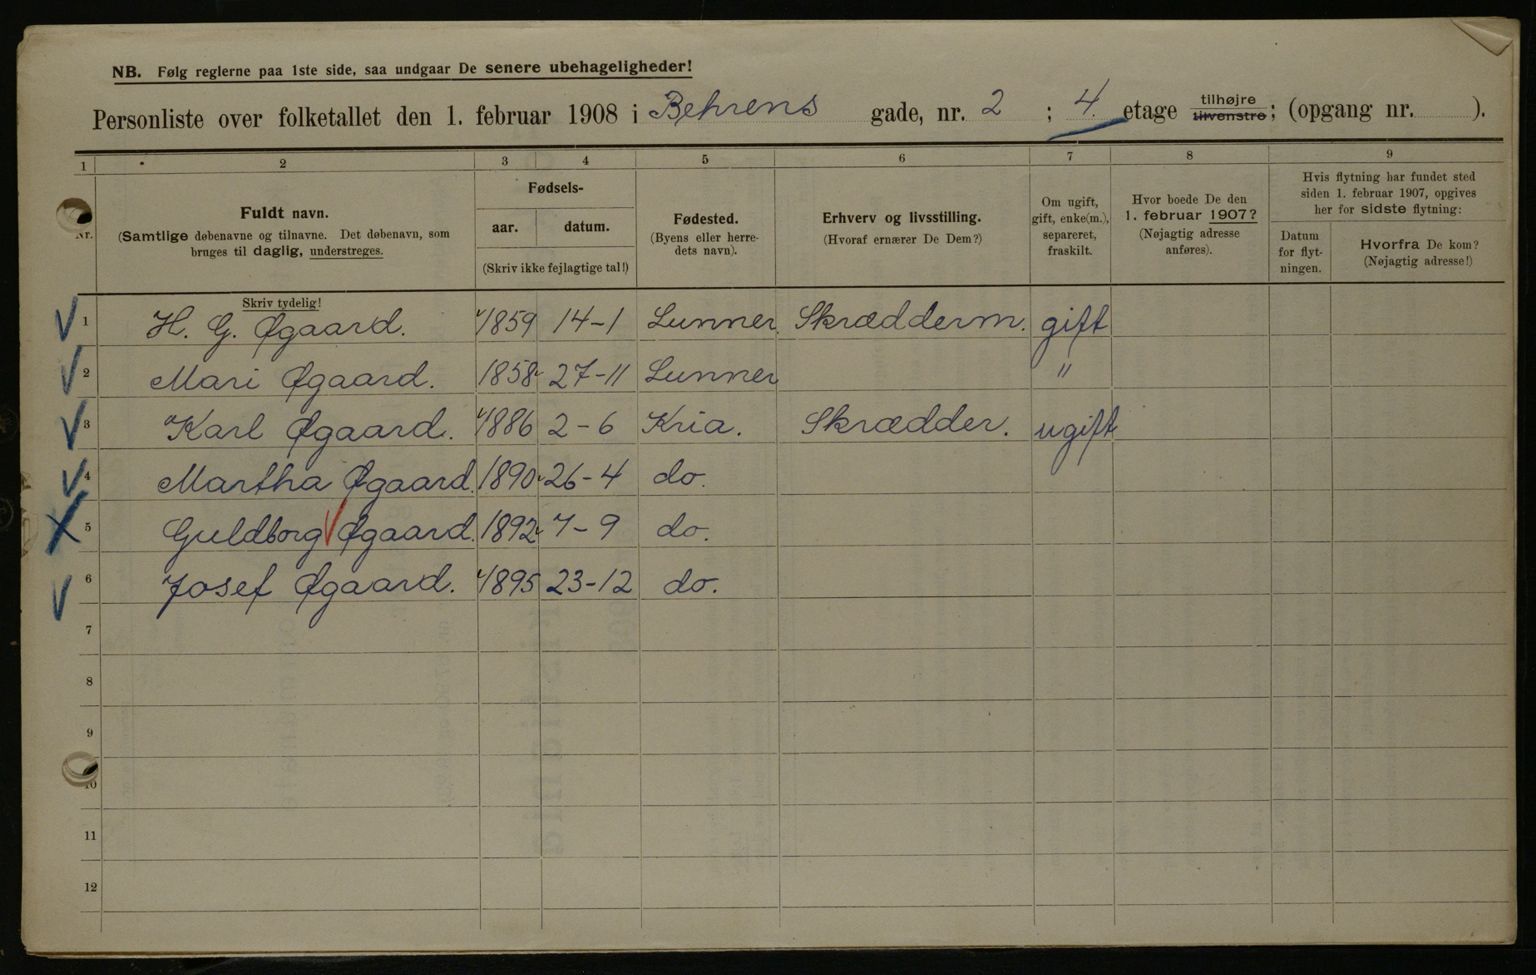 NB. Følg reglerne paa 1ste side, saa undgaar De senere ubehageligheder!
Personliste over folketallet den 1. februar 1908 i Behrens gade, nr. 2 ; 4. etage tilhøjre tilvenstre; (opgang nr. ).
1 2 3 4 5 6 7 8 9
Nr.
Fuldt navn.
(Samtlige døbenavne og tilnavne. Det døbenavn, som
bruges til daglig, understreges.
Fødsels-
aar. datum.
(Skriv ikke fejlagtige tal!)
Fødested.
(Byens eller herre-
dets navn).
Erhverv og livsstilling.
(Hvoraf ernærer De Dem?)
Om ugift,
gift, enke(m.),
separeret,
fraskilt.
Hvor boede De den
1. februar 1907?
(Nøjagtig adresse
anføres).
Hvis flytning har fundet sted
siden 1. februar 1907, opgives
her for sidste flytning:
Datum
for flyt-
ningen.
Hvorfra De kom?
(Nøjagtig adresse!)
Skriv tydelig!
1 H. G. Øgaard. 1859 14-1 Lunner Skrædderm. gift
2 Mari Øgaard. 1858 27-11 Lunner "
3 Karl Øgaard. 1886 2-6 Kria. Skrædder. ugift
4 Martha Øgaard. 1890 26-4 do.
5 Guldborg Øgaard. 1892 7-9 do.
6 Josef Øgaard. 1895 23-12 do.
7
8
9
10
11
12